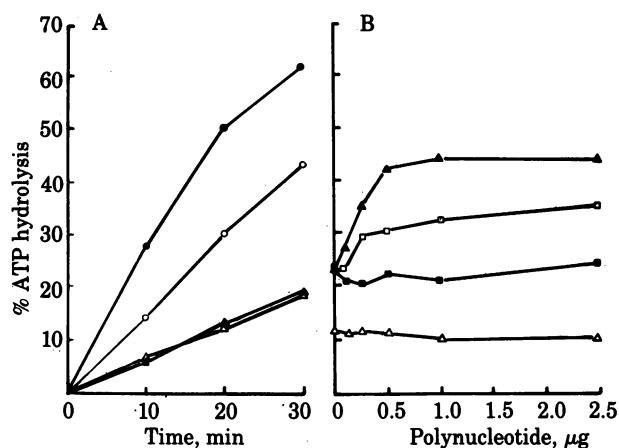 70
A
B
60
50
40
30
20
10
% ATP hydrolysis
0 10 20 30
0 0.5 1.0 1.5 2.0 2.5
Time, min
Polynucleotide, μg